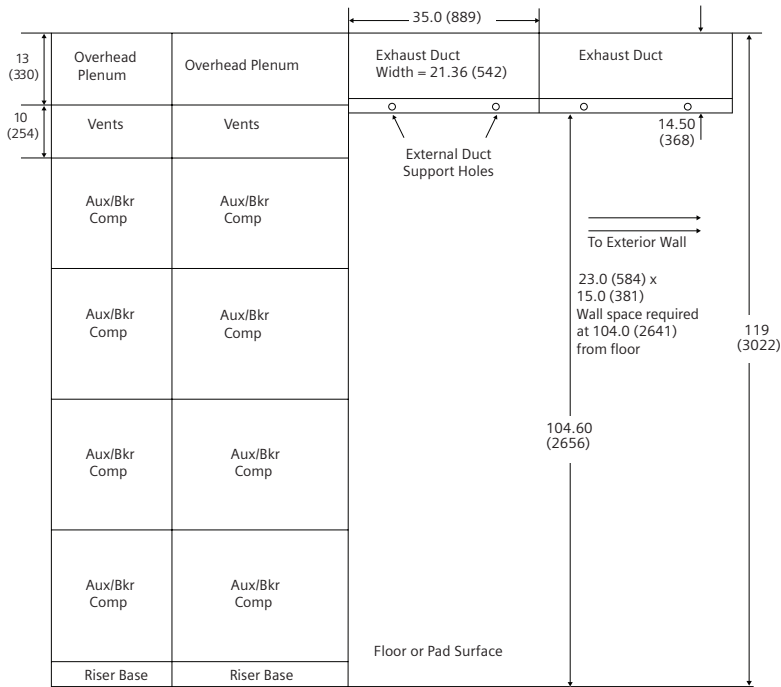 35.0 (889)
13
(330)
Overhead
Plenum
Overhead Plenum
Exhaust Duct
Width = 21.36 (542)
Exhaust Duct
10
(254)
Vents
Vents
14.50
(368)
External Duct
Support Holes
Aux/Bkr
Comp
Aux/Bkr
Comp
To Exterior Wall
23.0 (584) x
15.0 (381)
Wall space required
at 104.0 (2641)
from floor
119
(3022)
Aux/Bkr
Comp
Aux/Bkr
Comp
104.60
(2656)
Aux/Bkr
Comp
Aux/Bkr
Comp
Aux/Bkr
Comp
Aux/Bkr
Comp
Floor or Pad Surface
Riser Base
Riser Base